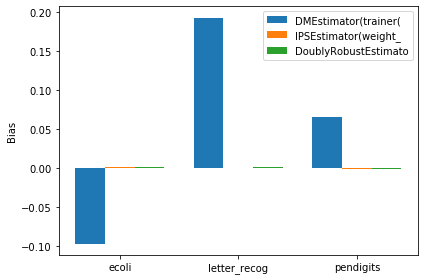 DMEstimator(trainer(
IPSEstimator(weight_
DoublyRobustEstimato
0.20
0.15
0.10
0.05
0.00
−0.05
−0.10
Bias
ecoli
letter_recog
pendigits